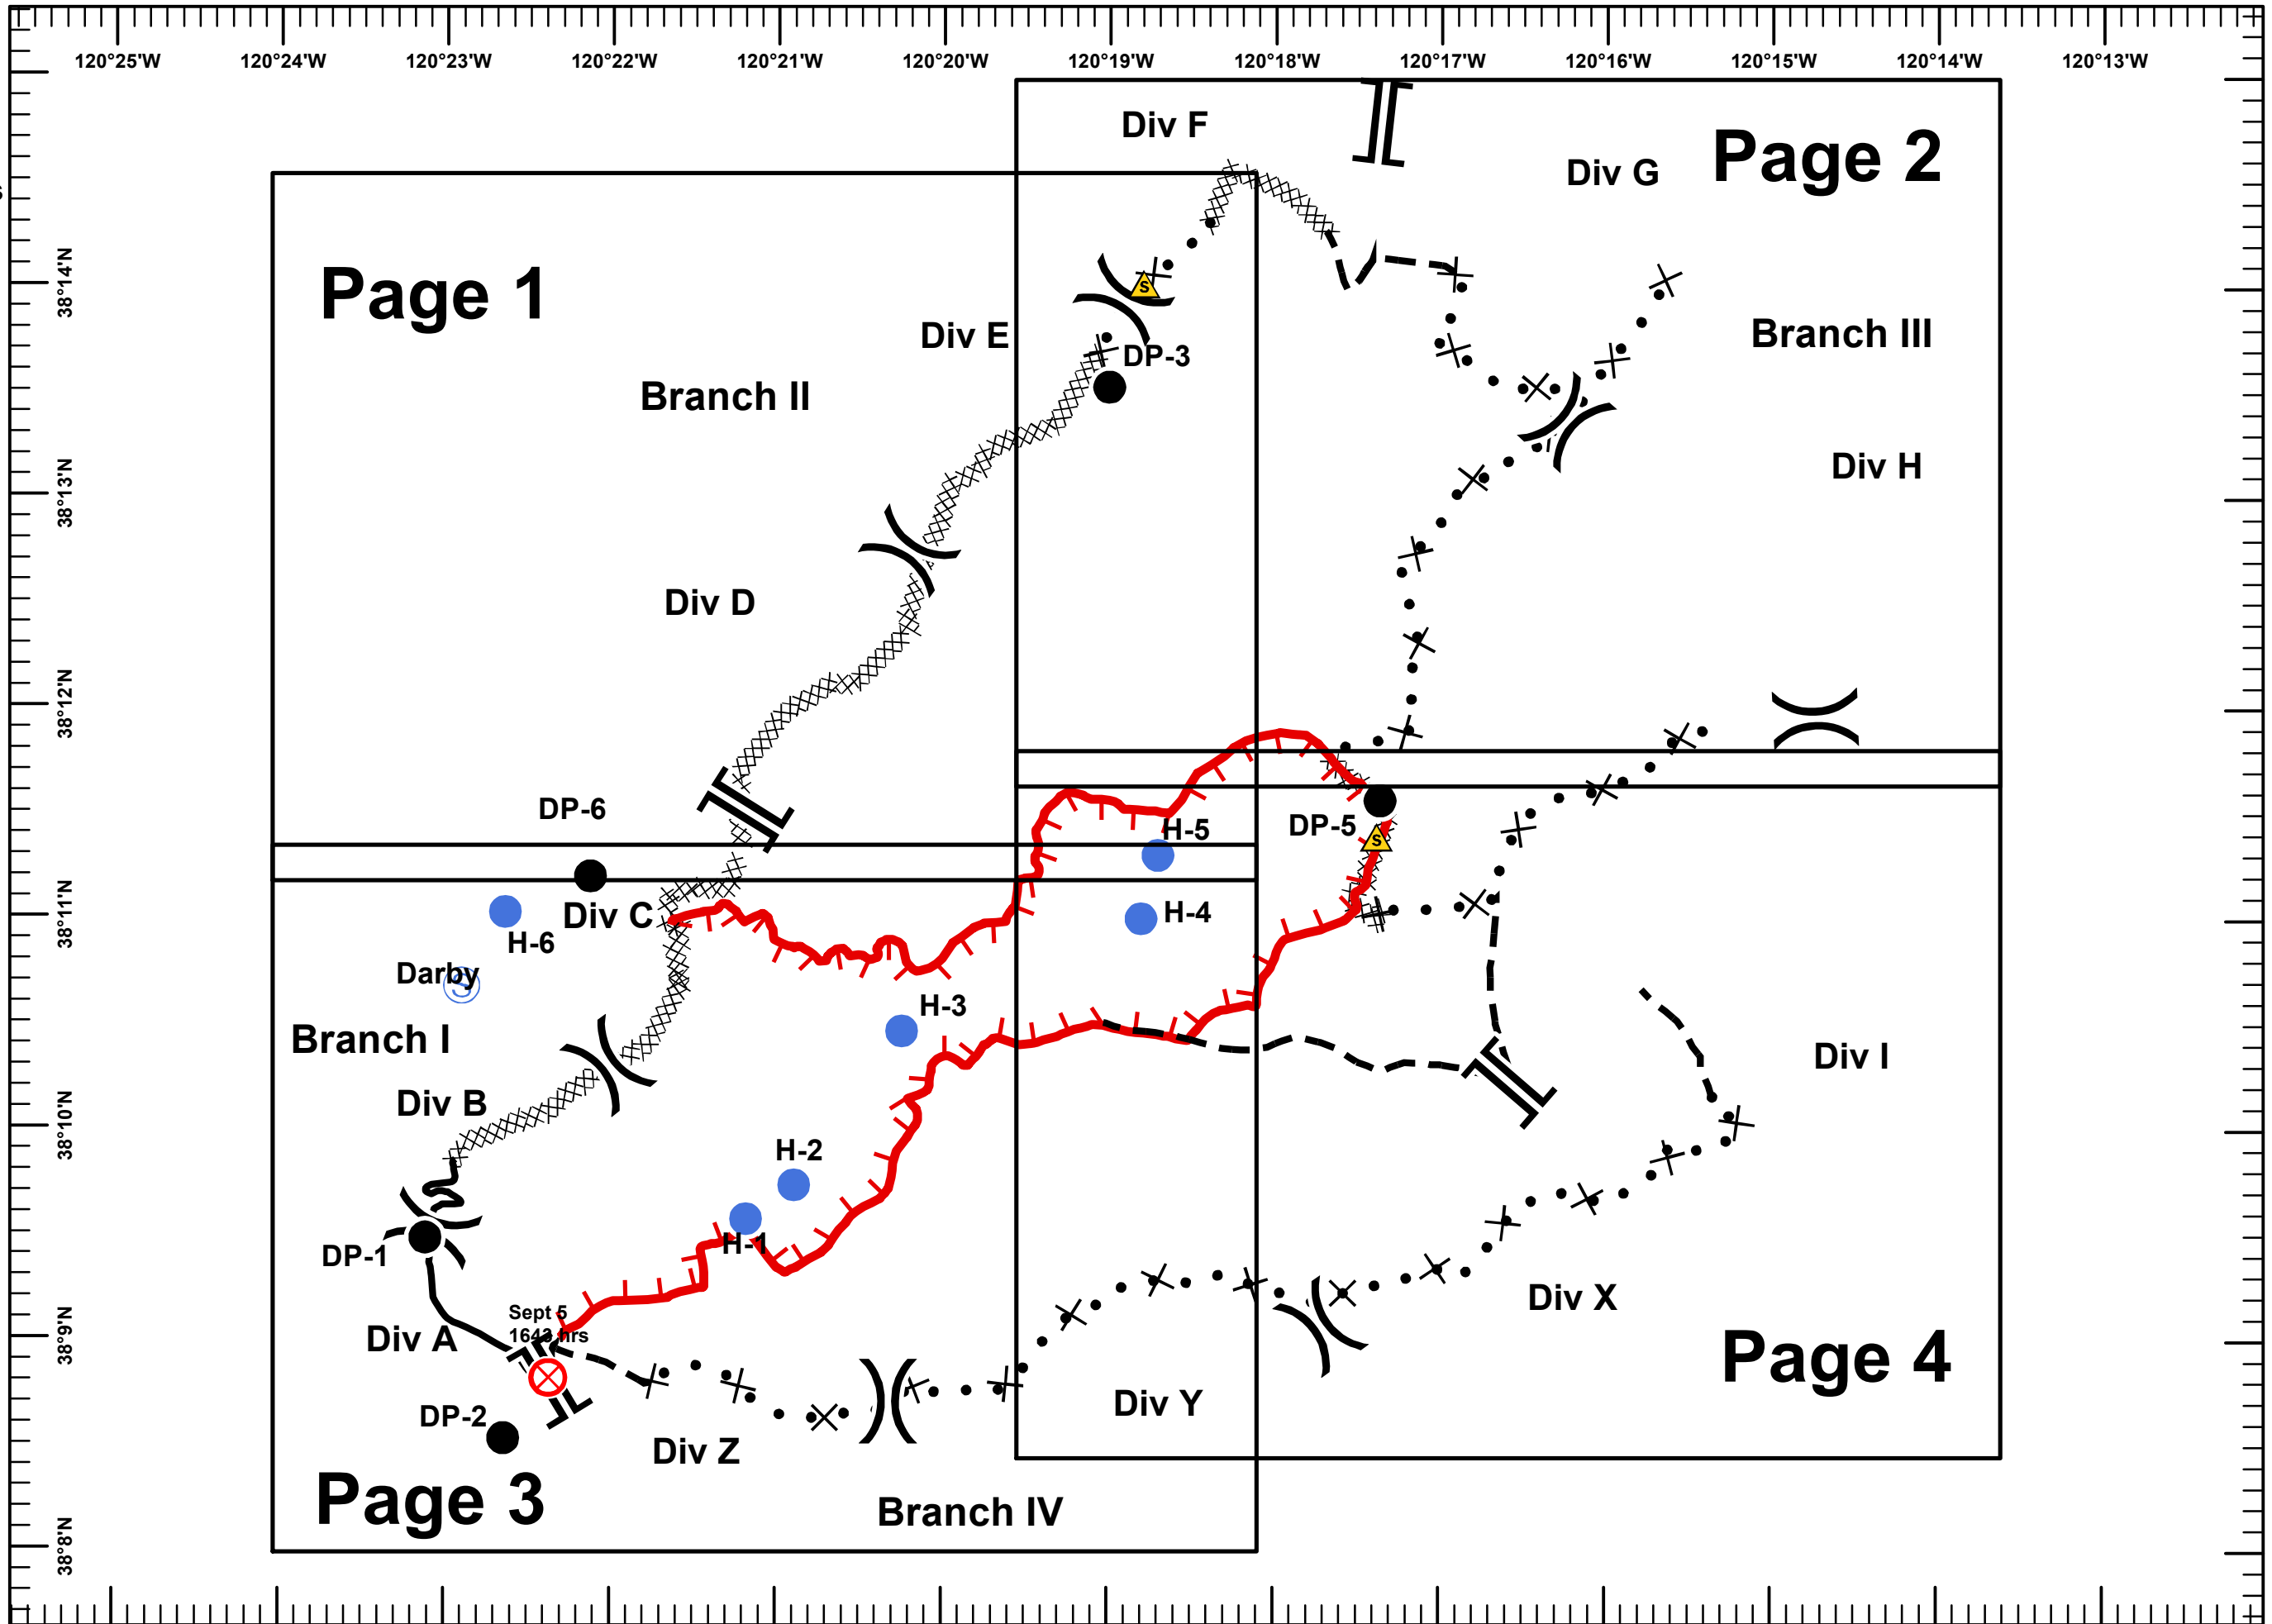 120°25'W 120°24'W 120°23'W 120°22'W 120°21'W 120°20'W 120°19'W 120°18'W 120°17'W 120°16'W 120°15'W 120°14'W 120°13'W
Div F
Page 2
Div G
s
38°14'N
Page 1
S
Div E
Branch III
DP-3
Branch II
Div H
38°13'N
Div D
38°12'N
DP-6
H-5
DP-5
S
38°11'N
Div C
H-4
H-6
Darby
S
H-3
Branch I
Div I
Div B
38°10'N
H-2
H-1
DP-1
Div X
Sept 5
1643 hrs
38°9'N
Div A
Page 4
Div Y
DP-2
Div Z
Page 3
Branch IV
38°8'N